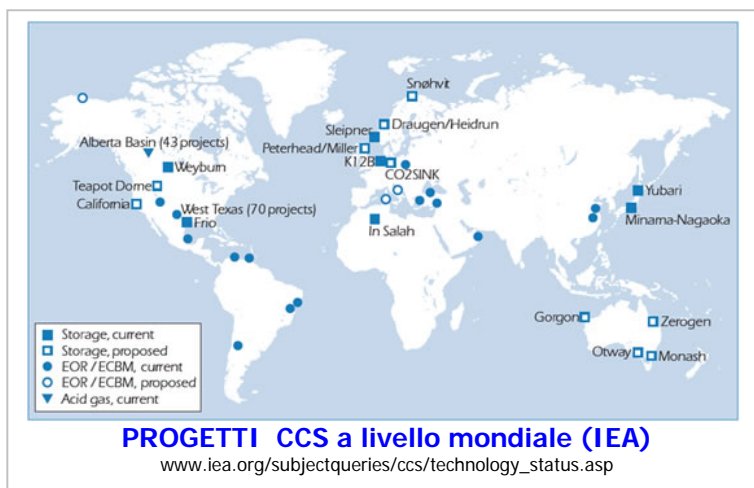 Snøhvit
Sleipner
Draugen/Heidrun
Alberta Basin (43 projects)
Peterhead/Miller
K12B
Weyburn
CO2SINK
Teapot Dome
Yubari
California
West Texas (70 projects)
Minama-Nagaoka
Frio
In Salah
Gorgon
Zerogen
Otway
Monash
Storage, current
Storage, proposed
EOR / ECBM, current
EOR / ECBM, proposed
Acid gas, current
PROGETTI CCS a livello mondiale (IEA)
www.iea.org/subjectqueries/ccs/technology_status.asp